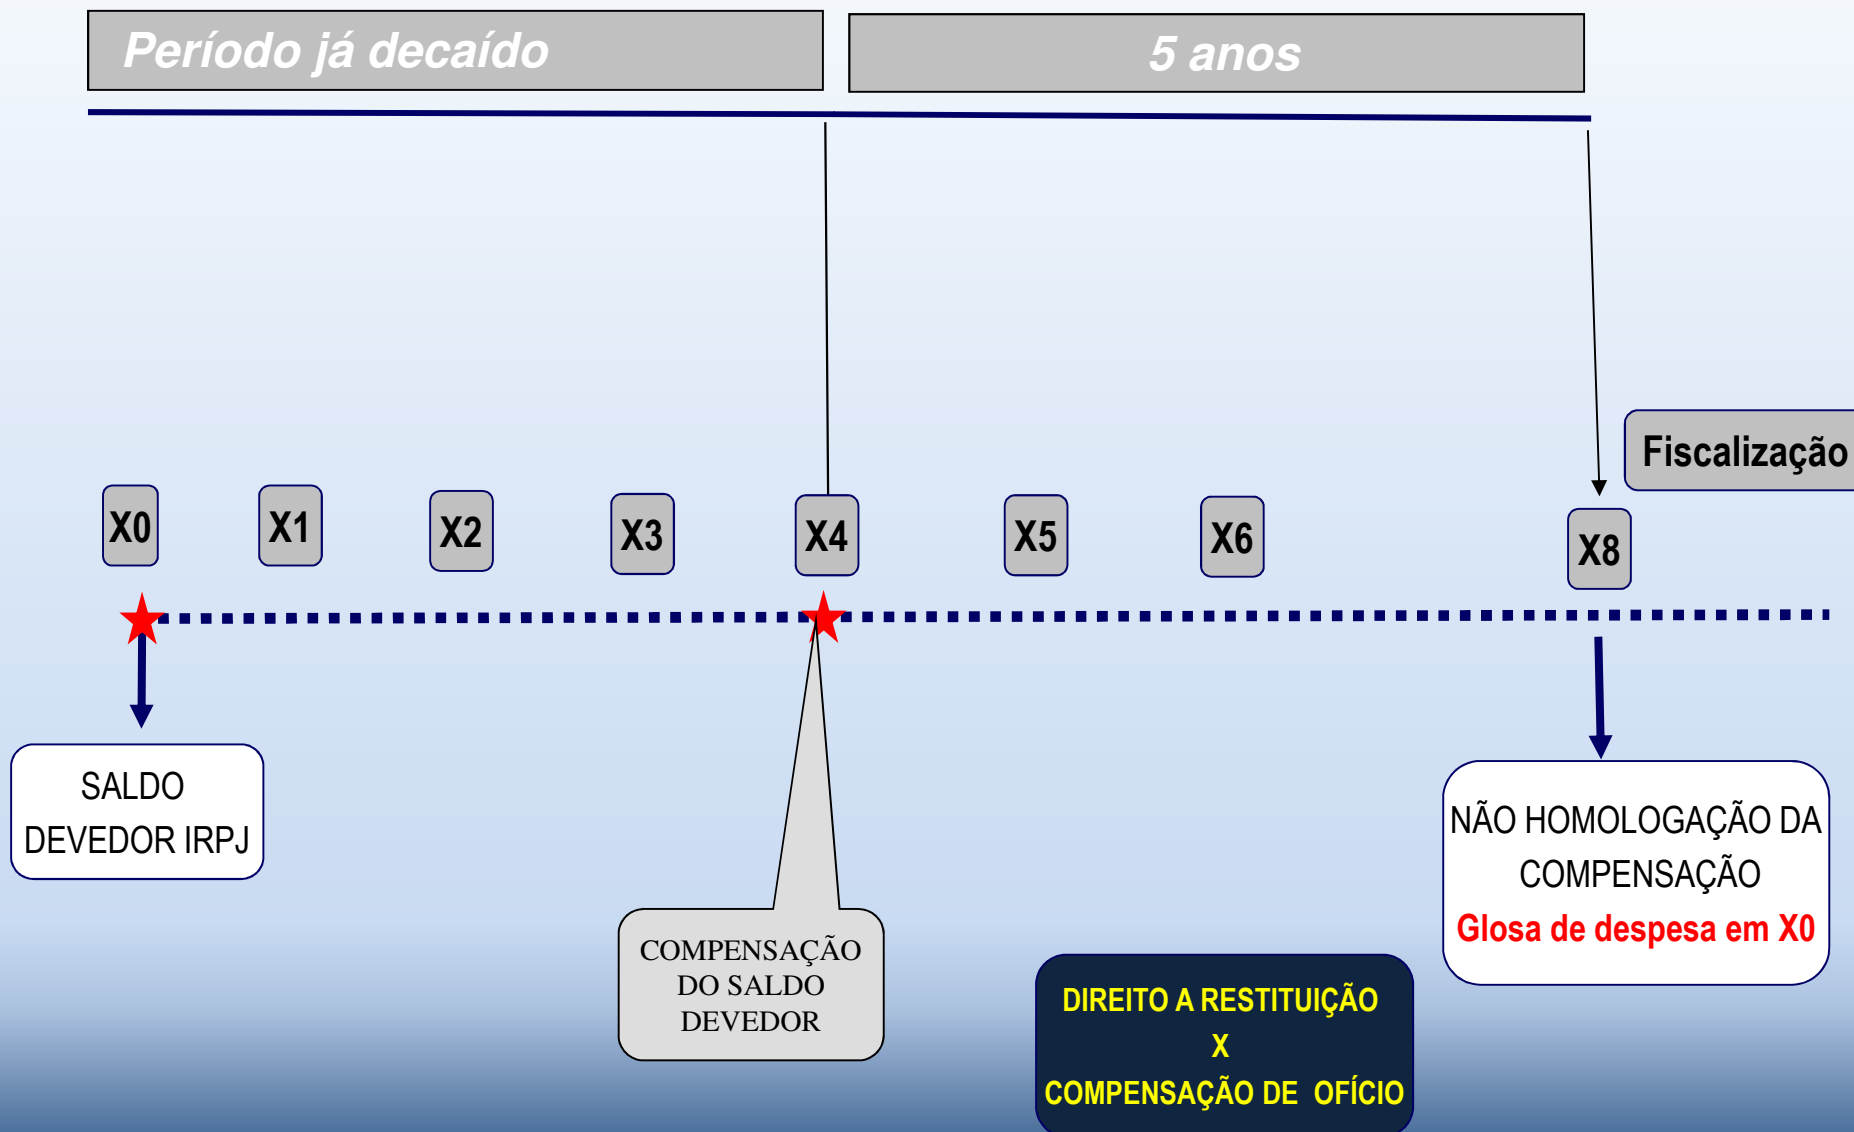 Período já decaído
5 anos
Fiscalização
X0
X1
X2
X3
X4
X5
X6
X8
SALDO
DEVEDOR IRPJ
COMPENSAÇÃO
DO SALDO
DEVEDOR
NÃO HOMOLOGAÇÃO DA
COMPENSAÇÃO
Glosa de despesa em X0
DIREITO A RESTITUIÇÃO
X
COMPENSAÇÃO DE OFÍCIO